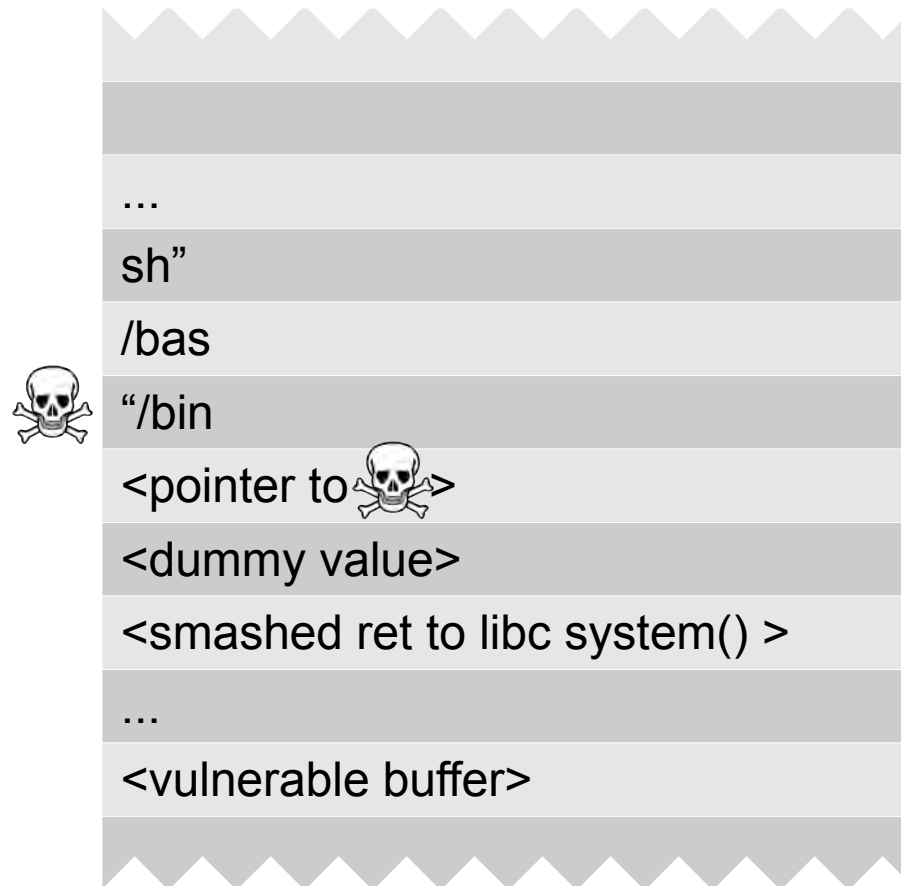 ...
sh”
/bas
“/bin
<pointer to >
<dummy value>
<smashed ret to libc system() >
...
<vulnerable buffer>